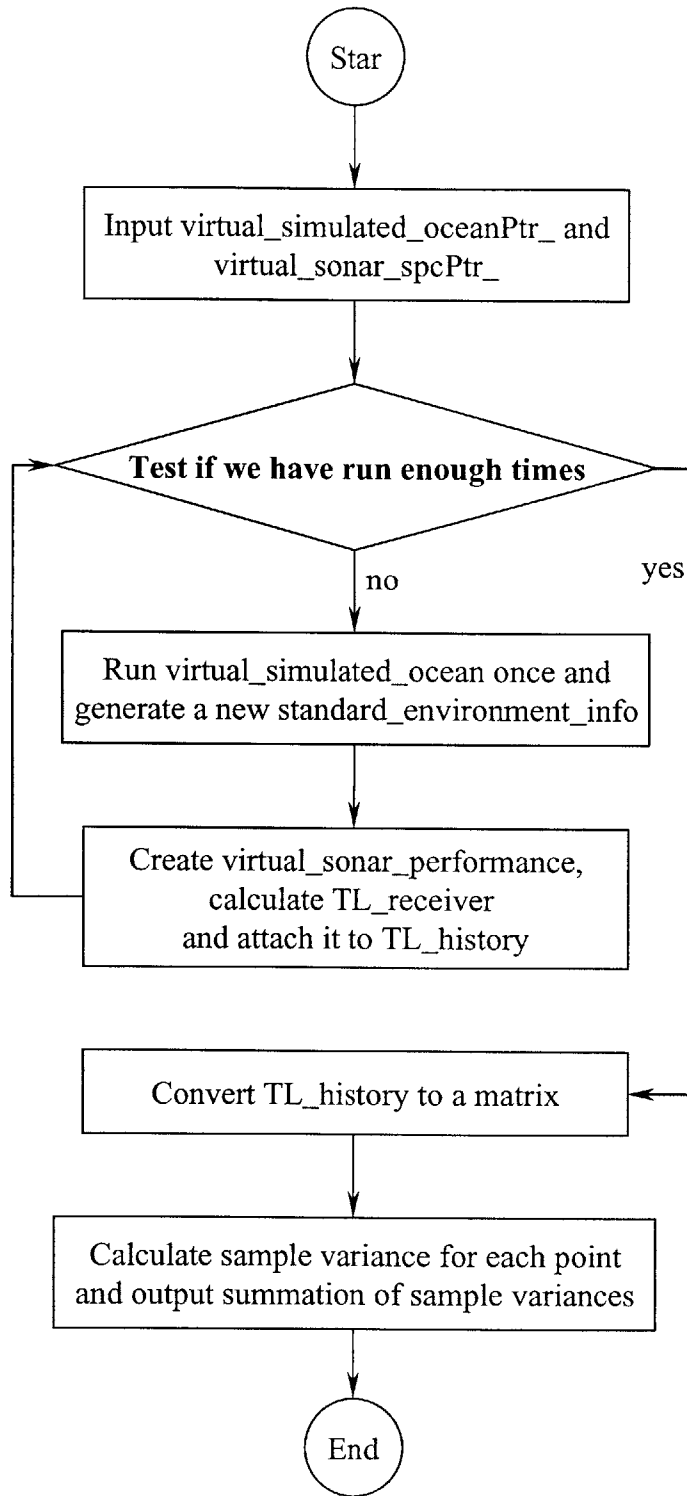 Star
Input virtual_simulated_oceanPtr_ and
virtual_sonar_spcPtr_
Test if we have run enough times
no
yes
Run virtual_simulated_ocean once and
generate a new standard_environment_info
Create virtual_sonar_performance,
calculate TL_receiver
and attach it to TL_history
Convert TL_history to a matrix
Calculate sample variance for each point
and output summation of sample variances
End